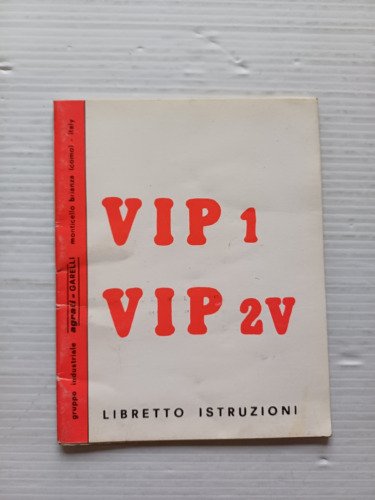 VIP 1
VIP 2V
LIBRETTO ISTRUZIONI
gruppo industriale agrati - GARELLI monticello brianza (como) - italy